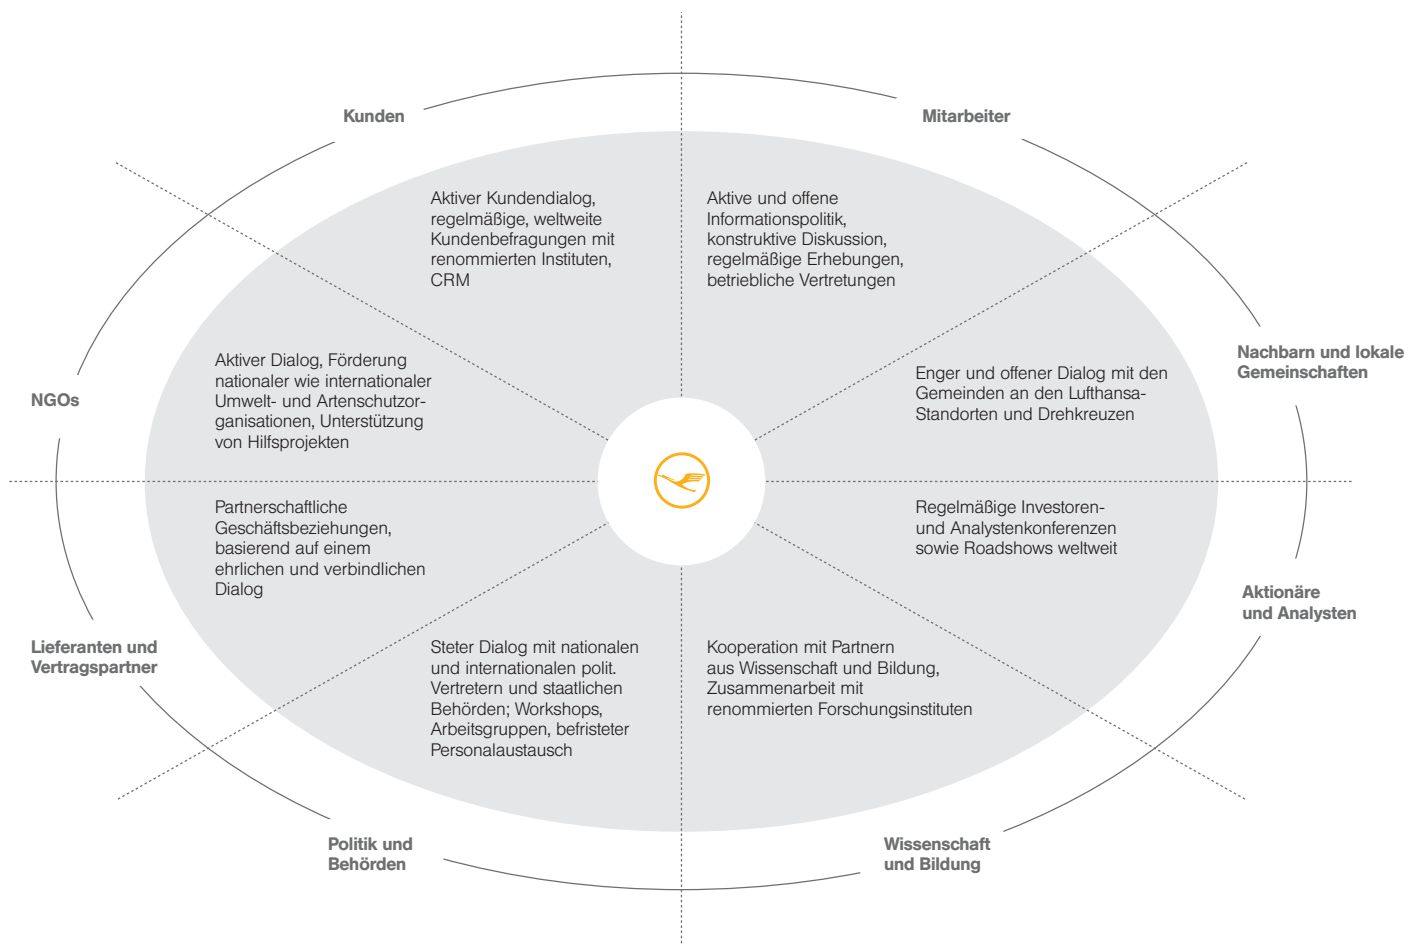 Kunden
Mitarbeiter
Aktiver Kundendialog,
regelmäßige, weltweite
Kundenbefragungen mit
renommierten Instituten,
CRM
Aktive und offene
Informationspolitik,
konstruktive Diskussion,
regelmäßige Erhebungen,
betriebliche Vertretungen
NGOs
Aktiver Dialog, Förderung
nationaler wie internationaler
Umwelt- und Artenschutzor-
ganisationen, Unterstützung
von Hilfsprojekten
Enger und offener Dialog mit den
Gemeinden an den Lufthansa-
Standorten und Drehkreuzen
Nachbarn und lokale
Gemeinschaften
Partnerschaftliche
Geschäftsbeziehungen,
basierend auf einem
ehrlichen und verbindlichen
Dialog
Regelmäßige Investoren-
und Analystenkonferenzen
sowie Roadshows weltweit
Aktionäre
und Analysten
Lieferanten und
Vertragspartner
Steter Dialog mit nationalen
und internationalen polit.
Vertretern und staatlichen
Behörden; Workshops,
Arbeitsgruppen, befristeter
Personalaustausch
Kooperation mit Partnern
aus Wissenschaft und Bildung,
Zusammenarbeit mit
renommierten Forschungsinstituten
Politik und
Behörden
Wissenschaft
und Bildung